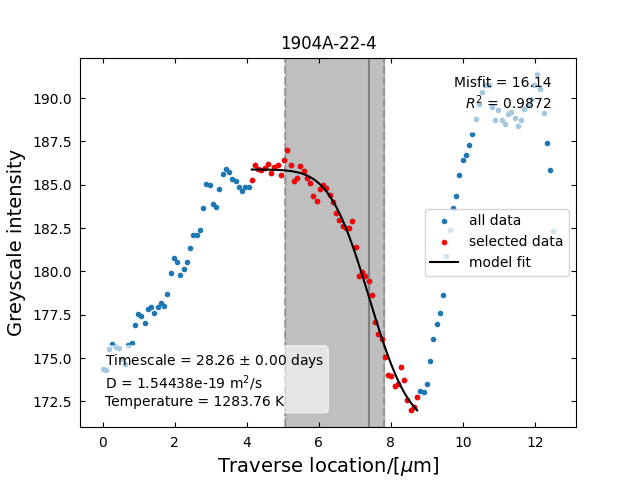 1904A-22-4
Misfit = 16.14
R² = 0.9872
Greyscale intensity
190.0
187.5
185.0
182.5
180.0
177.5
175.0
172.5
all data
selected data
model fit
Timescale = 28.26 ± 0.00 days
D = 1.54438e-19 m²/s
Temperature = 1283.76 K
0 2 4 6 8 10 12
Traverse location/[μm]